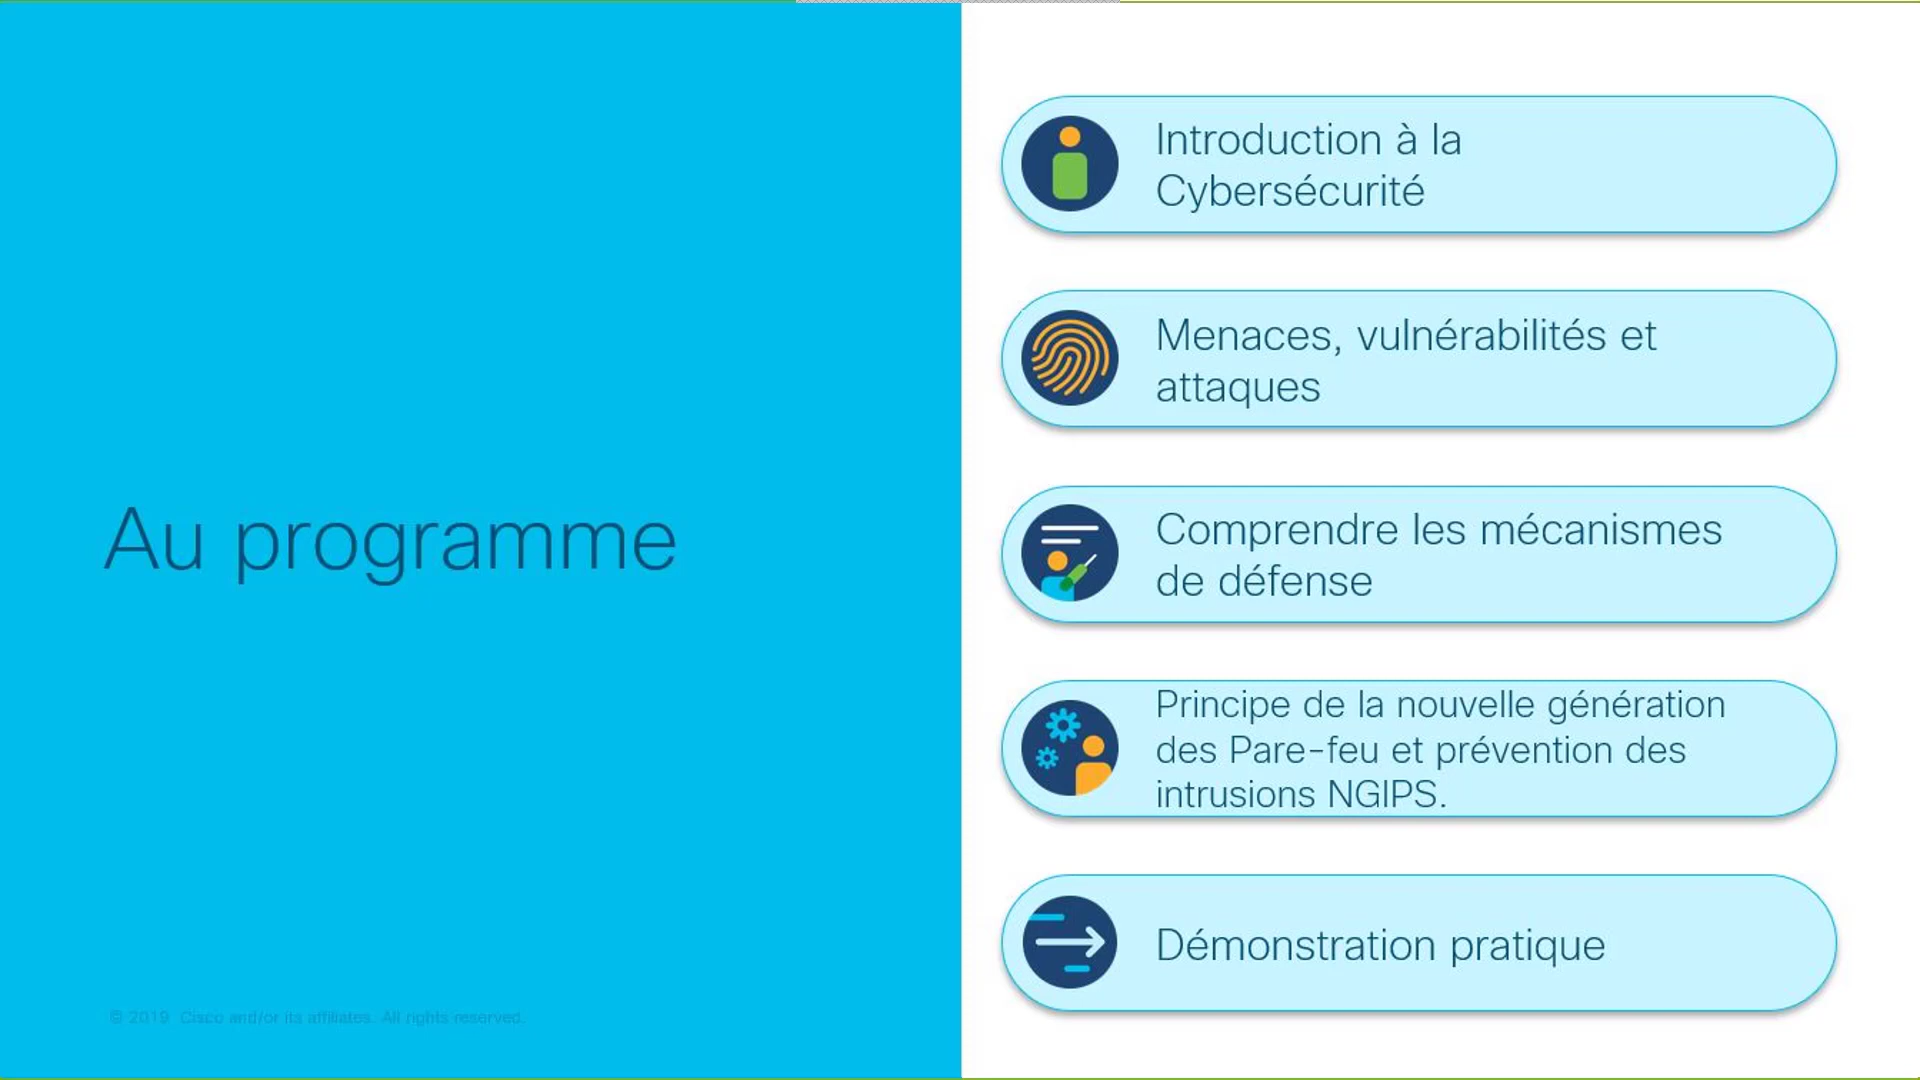 Au programme
© 2019 Cisco and/or its affiliates. All rights reserved.
Introduction à la
Cybersécurité
Menaces, vulnérabilités et
attaques
Comprendre les mécanismes
de défense
Principe de la nouvelle génération
des Pare-feu et prévention des
intrusions NGIPS.
Démonstration pratique